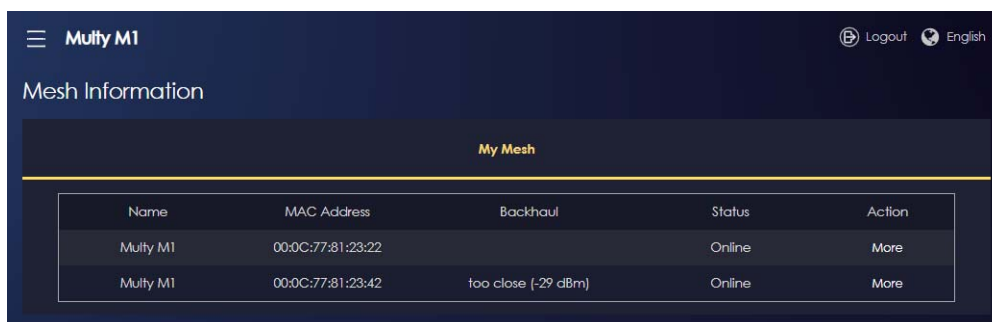 Multy M1 Logout English
Mesh Information
My Mesh
Name MAC Address Backhaul Status Action
Multy M1 00:0C:77:81:23:22 Online More
Multy M1 00:0C:77:81:23:42 too close (-29 dBm) Online More